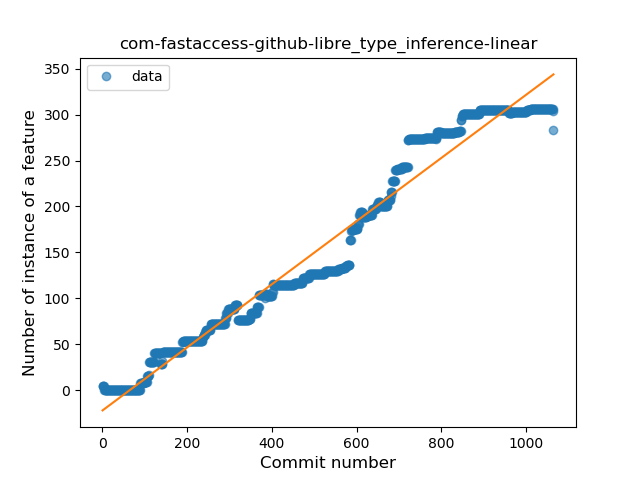 com-fastaccess-github-libre_type_inference-linear
data
Number of instance of a feature
350
300
250
200
150
100
50
0
0 200 400 600 800 1000
Commit number